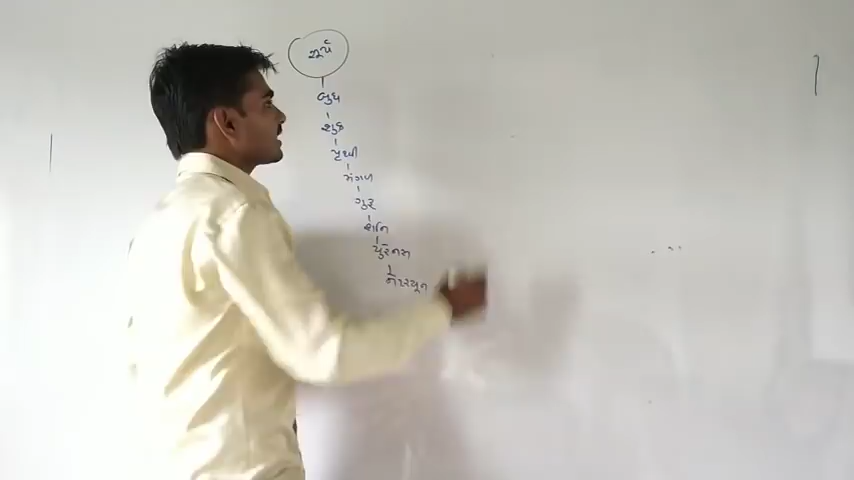 સૂર્ય
બુધ
શુક્ર
પૃથ્વી
મંગળ
ગુરૂ
શનિ
યુરેનસ
નેપ્ચ્યૂન